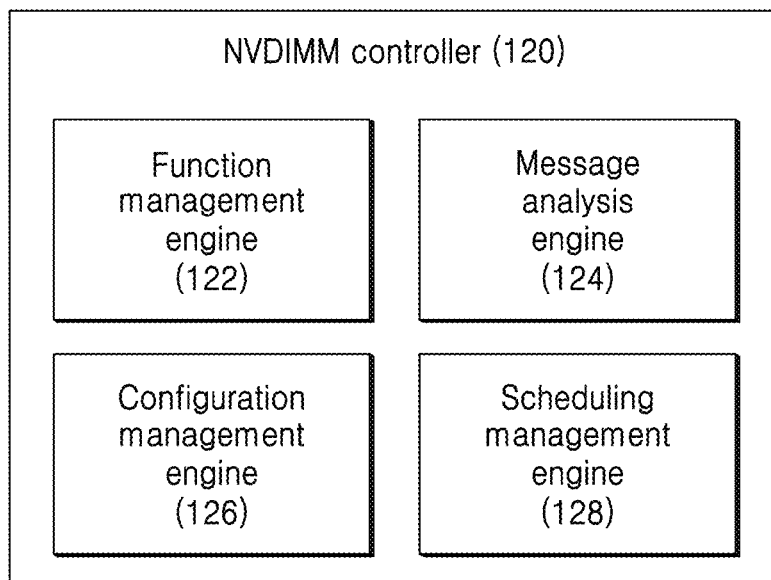 NVDIMM controller (120)
Function
management
engine
(122)
Message
analysis
engine
(124)
Configuration
management
engine
(126)
Scheduling
management
engine
(128)